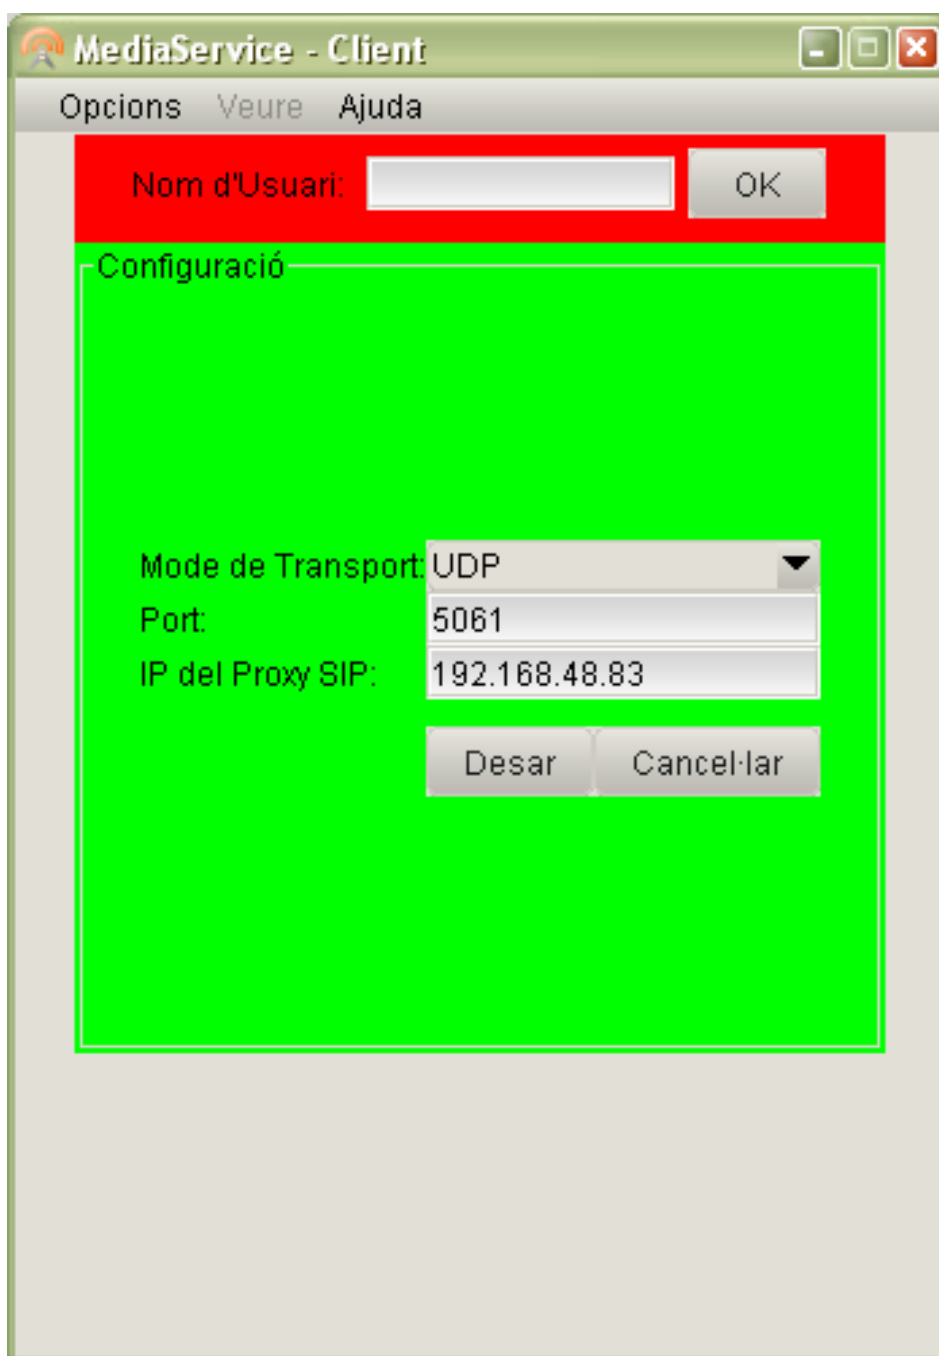 MediaService - Client
Opcions Veure Ajuda
Nom d'Usuari: OK
Configuració
Mode de Transport: UDP
Port: 5061
IP del Proxy SIP: 192.168.48.83
Desar Cancel·lar